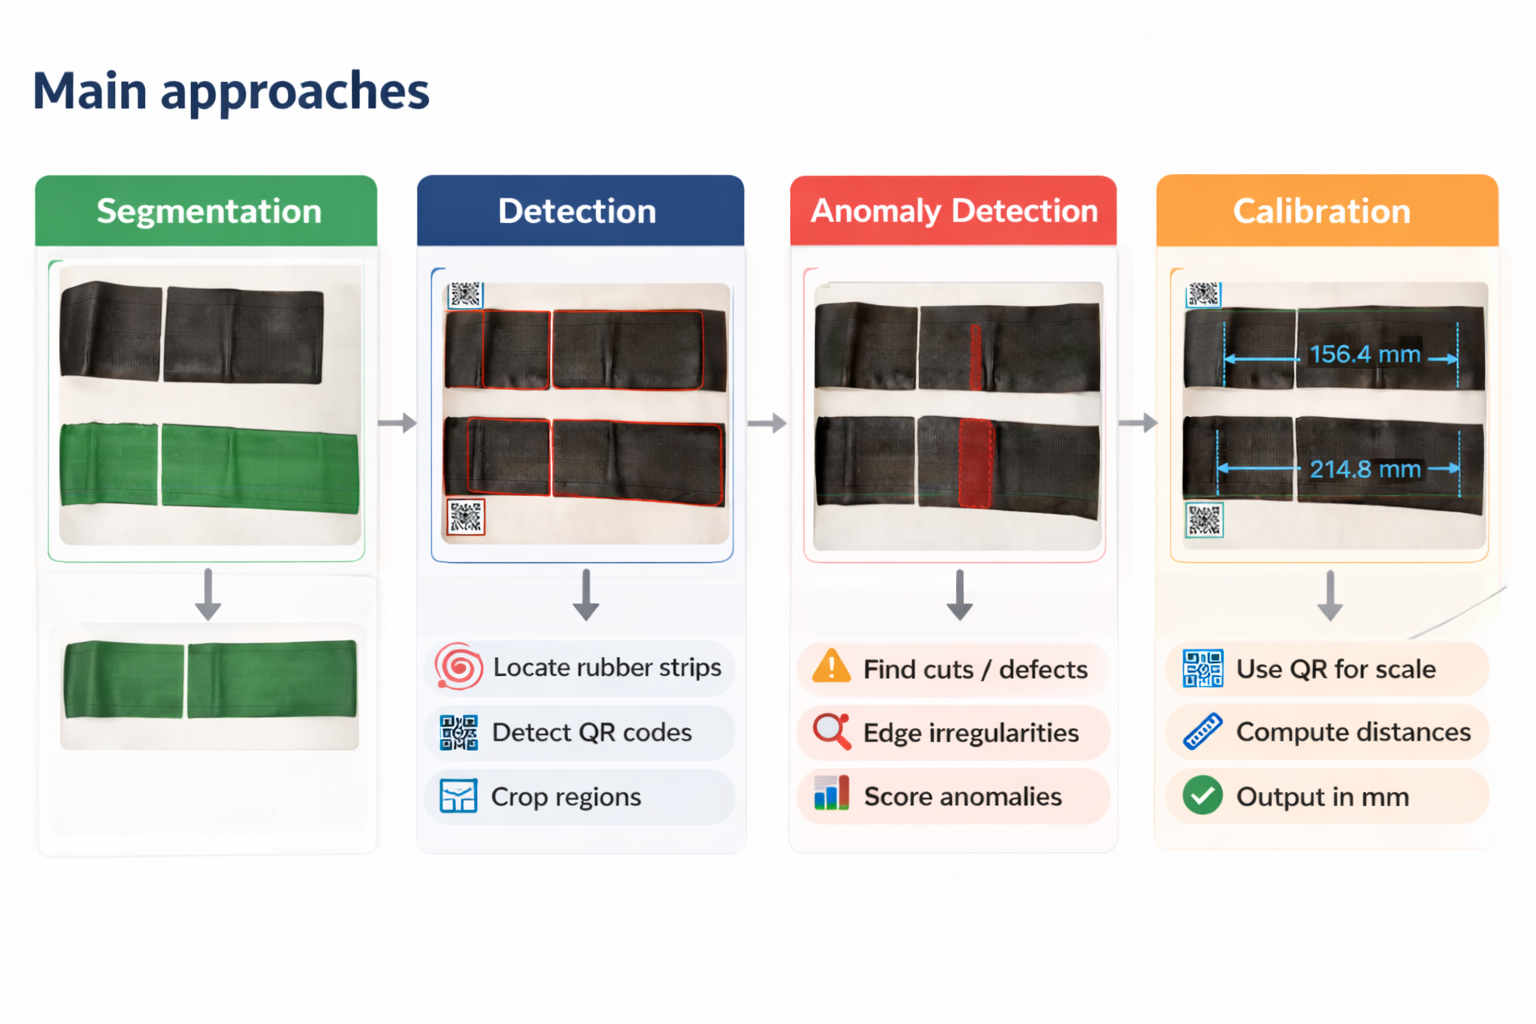 Main approaches
Segmentation
Detection
Locate rubber strips
Detect QR codes
Crop regions
Anomaly Detection
Find cuts / defects
Edge irregularities
Score anomalies
Calibration
156.4 mm
214.8 mm
Use QR for scale
Compute distances
Output in mm